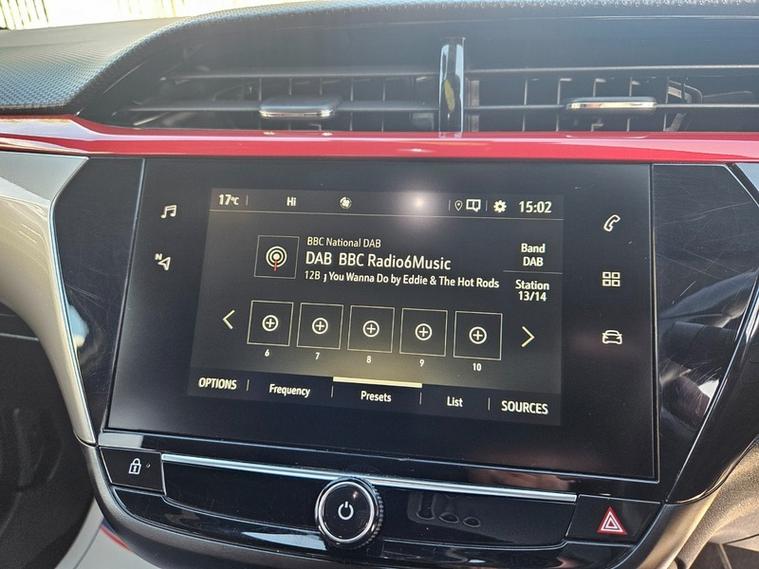 17°C Hi 15:02
BBC National DAB
DAB BBC Radio6Music
12B You Wanna Do by Eddie & The Hot Rods
Band
DAB
Station
13/14
6 7 8 9 10
OPTIONS Frequency Presets List SOURCES
N